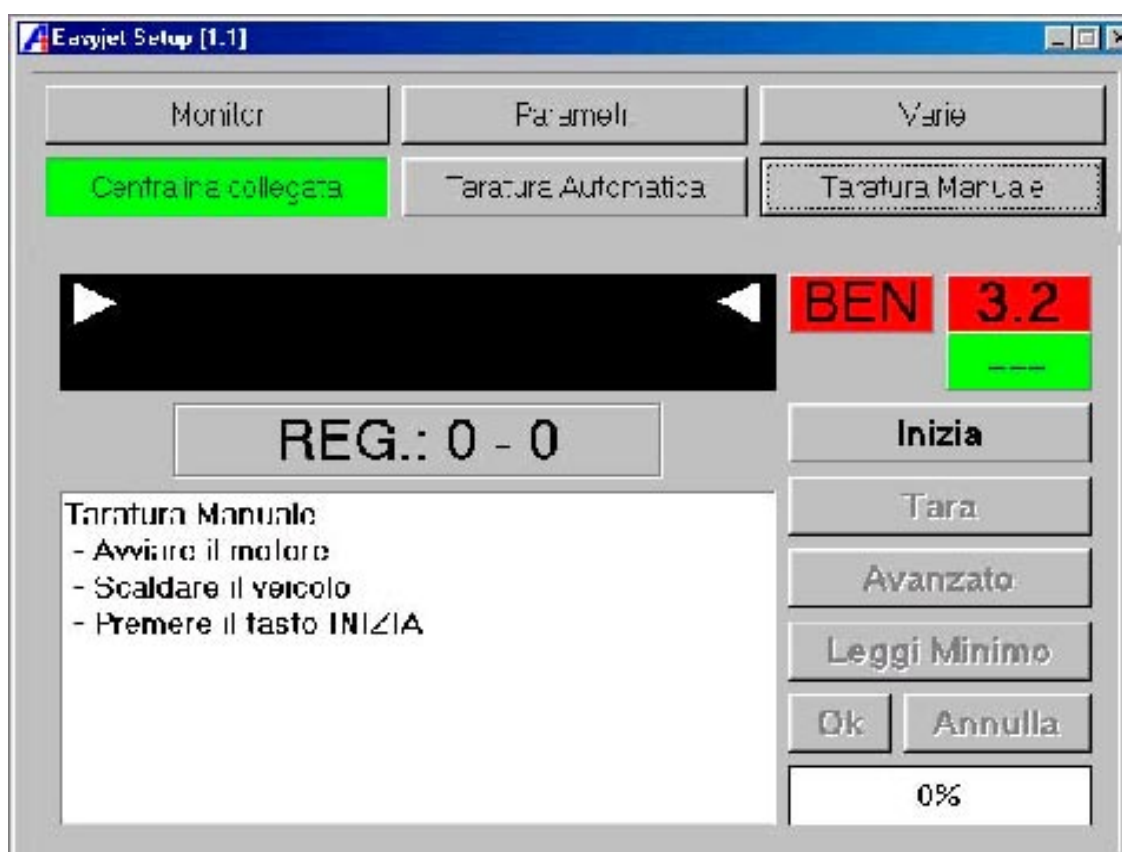 Easyjet Setup [1.1]
Monitor Parametri Varie
Centralina collegata Taratura Automatica Taratura Manuale
BEN 3.2
---
REG.: 0 - 0
Inizia
Taratura Manuale
- Avviare il motore
- Scaldare il veicolo
- Premere il tasto INIZIA
Tara
Avanzato
Leggi Minimo
Ok Annulla
0%